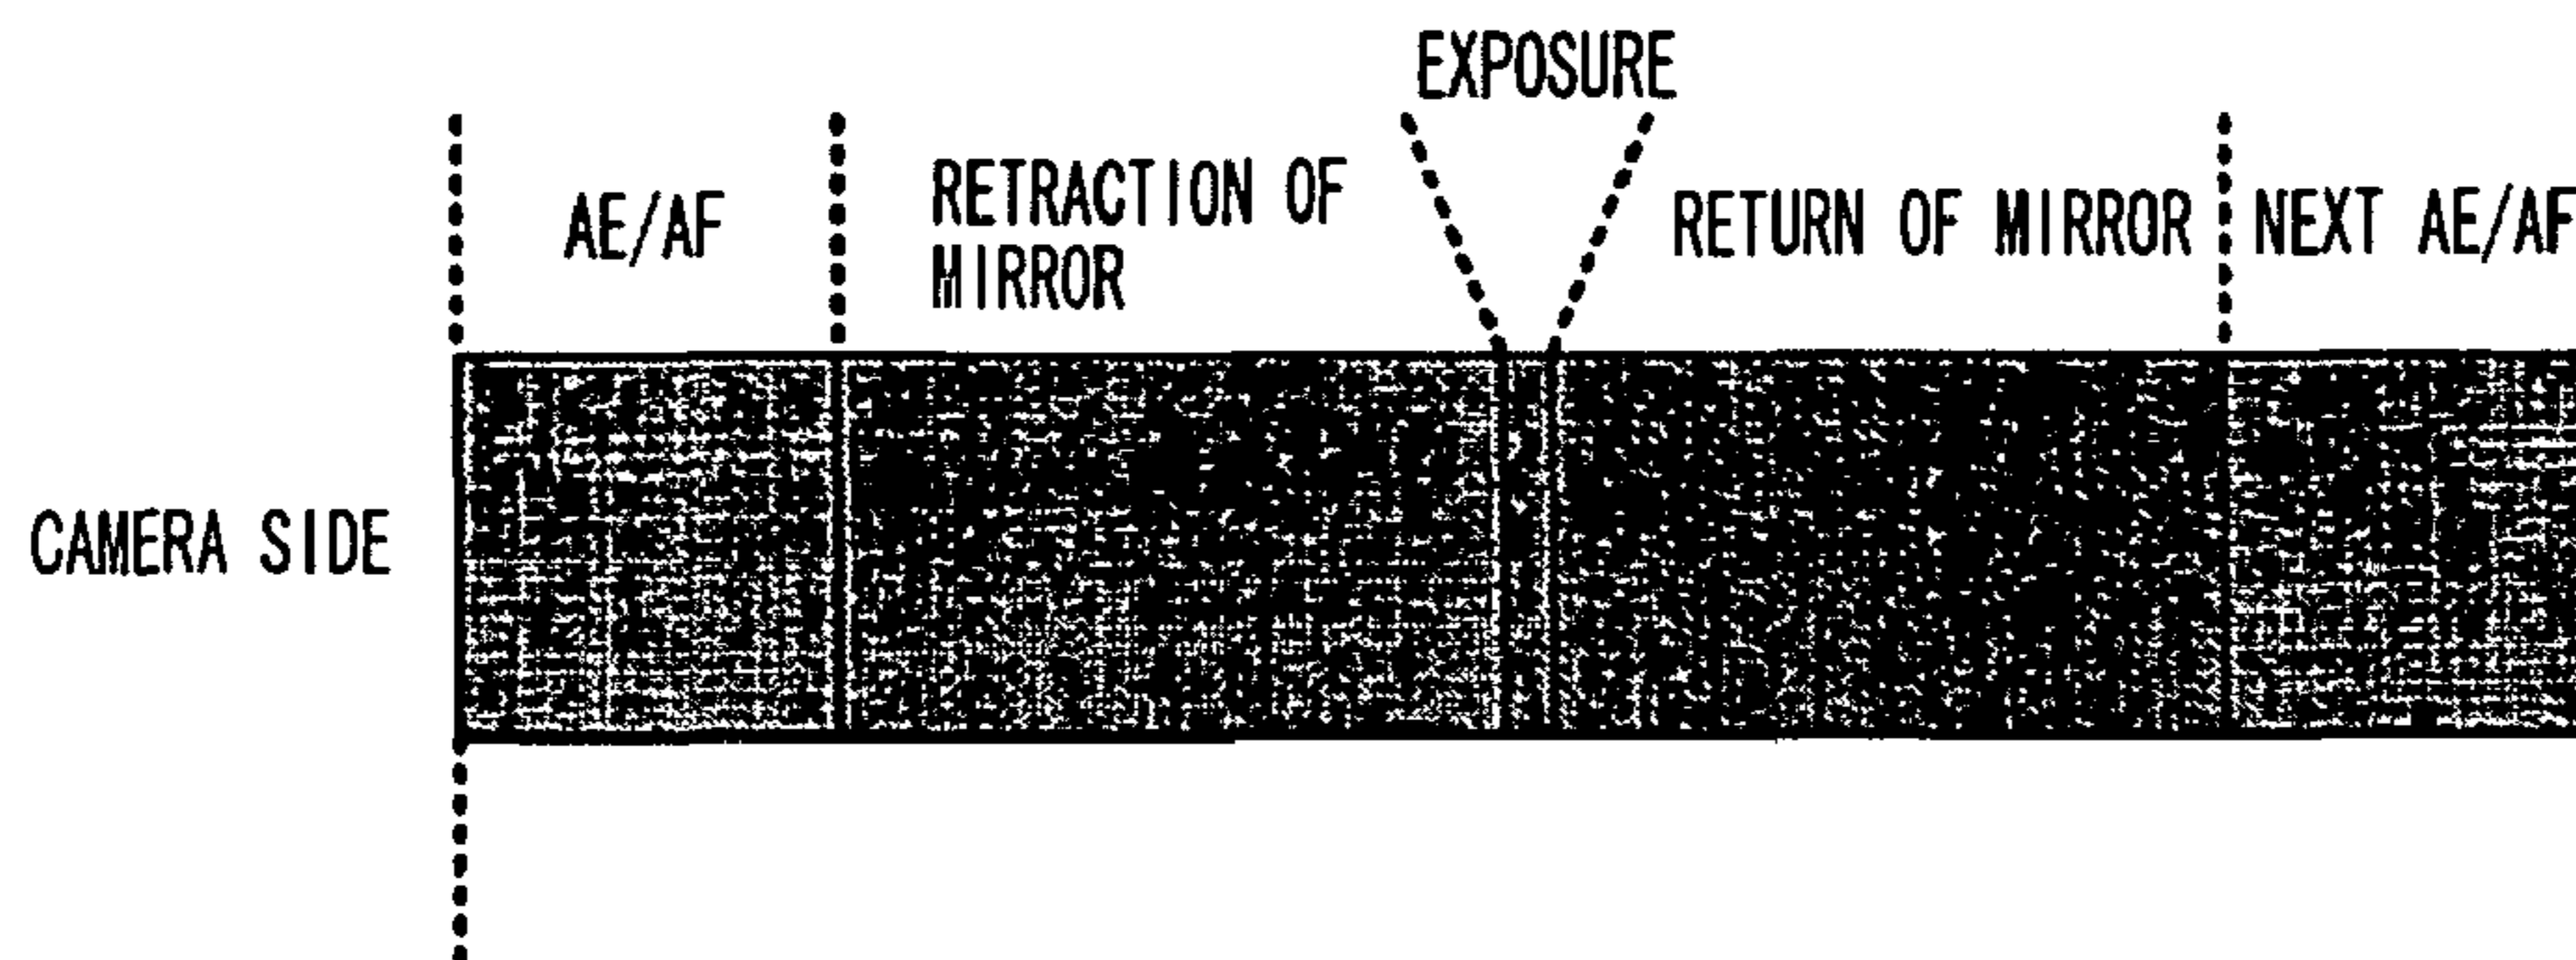 EXPOSURE
AE/AF
RETRACTION OF
MIRROR
RETURN OF MIRROR
NEXT AE/AF
CAMERA SIDE